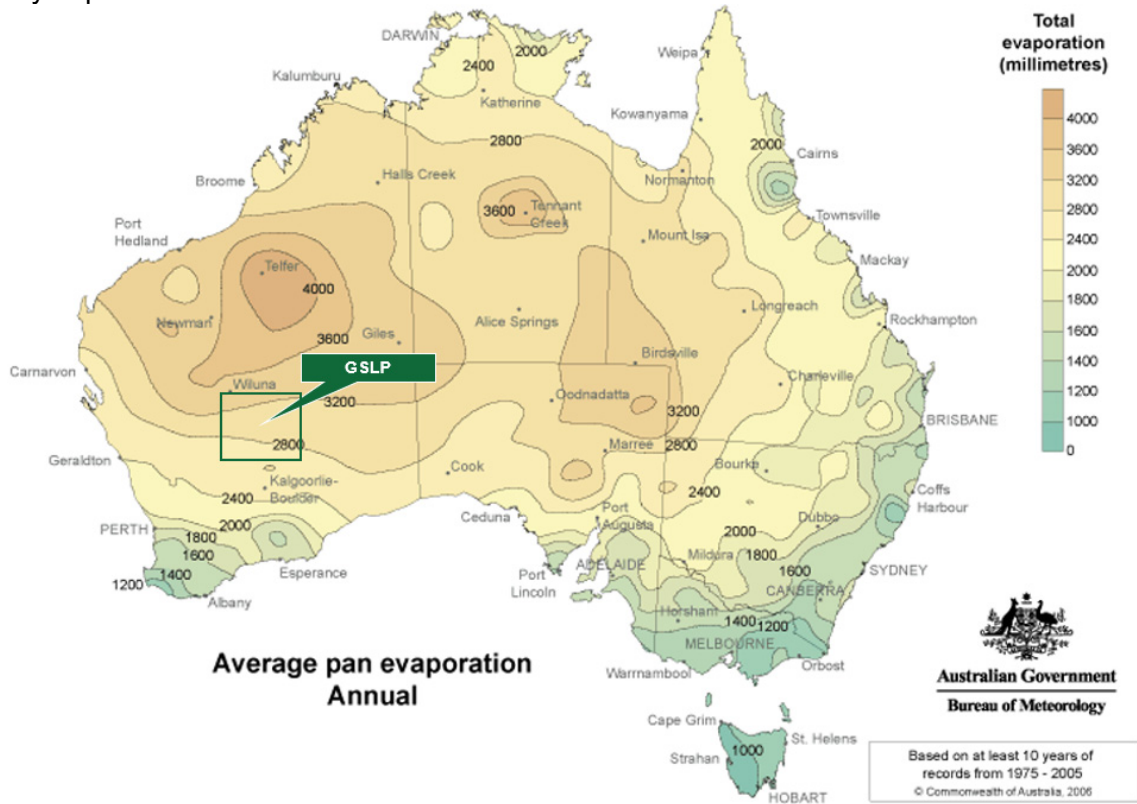 DARWIN
2000
2400
Weipa
Kalumburu
Katherine
Kowanyama
2800
2000
Cairns
Halls Creek
Normanton
Broome
3600
Tennant
Creek
Townsville
Port
Hedland
Mount Isa
Telfer
Mackay
4000
Newman
Longreach
Alice Springs
Rockhampton
Giles
3600
Birdsville
GSLP
Carnarvon
Wiluna
Charleville
3200
Oodnadatta
3200
BRISBANE
2800
Marree
2800
Geraldton
Cook
Bourke
Kalgoorlie-
Boulder
2400
2400
Coffs
Harbour
Ceduna
Port
Augusta
Dubbo
PERTH
2000
1800
2000
1600
Mildura
1800
Esperance
ADELAIDE
1600
SYDNEY
1200
1400
Port
Lincoln
CANBERRA
Albany
Horsham
1400
1200
MELBOURNE
Orbost
Warrnambool
Cape Grim
St. Helens
1000
Strahan
HOBART
Average pan evaporation
Annual
Total
evaporation
(millimetres)
4000
3600
3200
2800
2400
2000
1800
1600
1400
1200
1000
0
Australian Government
Bureau of Meteorology
Based on at least 10 years of
records from 1975 - 2005
© Commonwealth of Australia, 2006